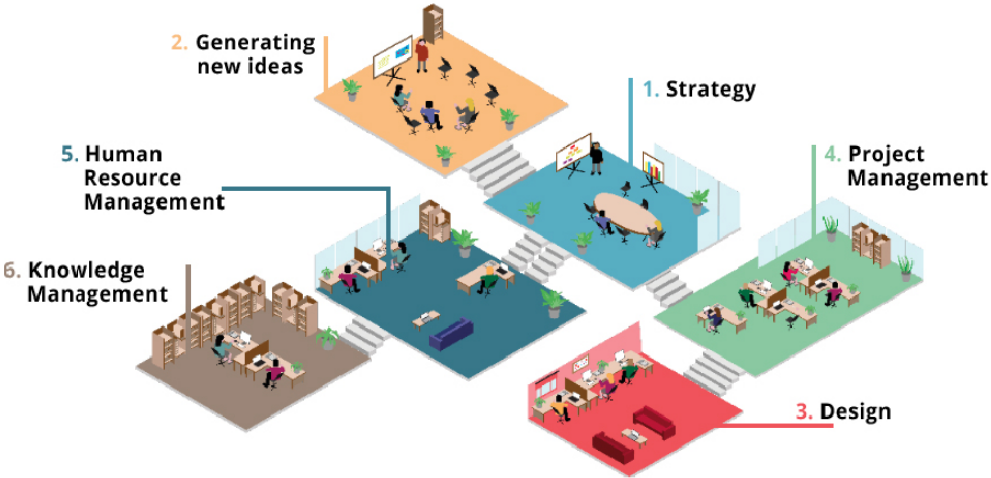 2. Generating
new ideas
1. Strategy
5. Human
Resource
Management
4. Project
Management
6. Knowledge
Management
3. Design